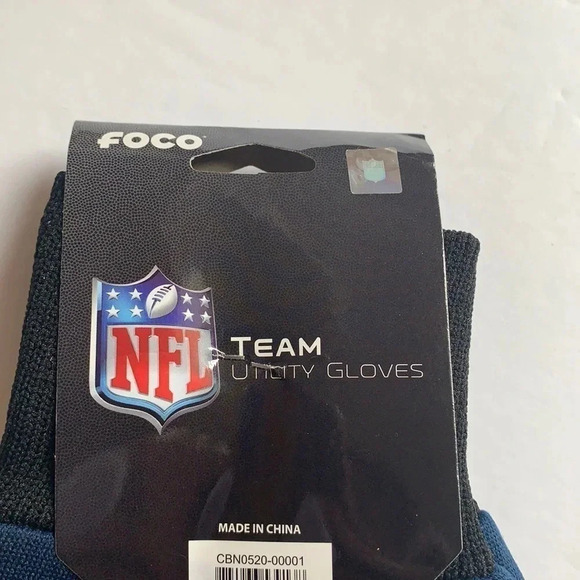 FOCO
NFL
TEAM
UTILITY GLOVES
MADE IN CHINA
CBN0520-00001